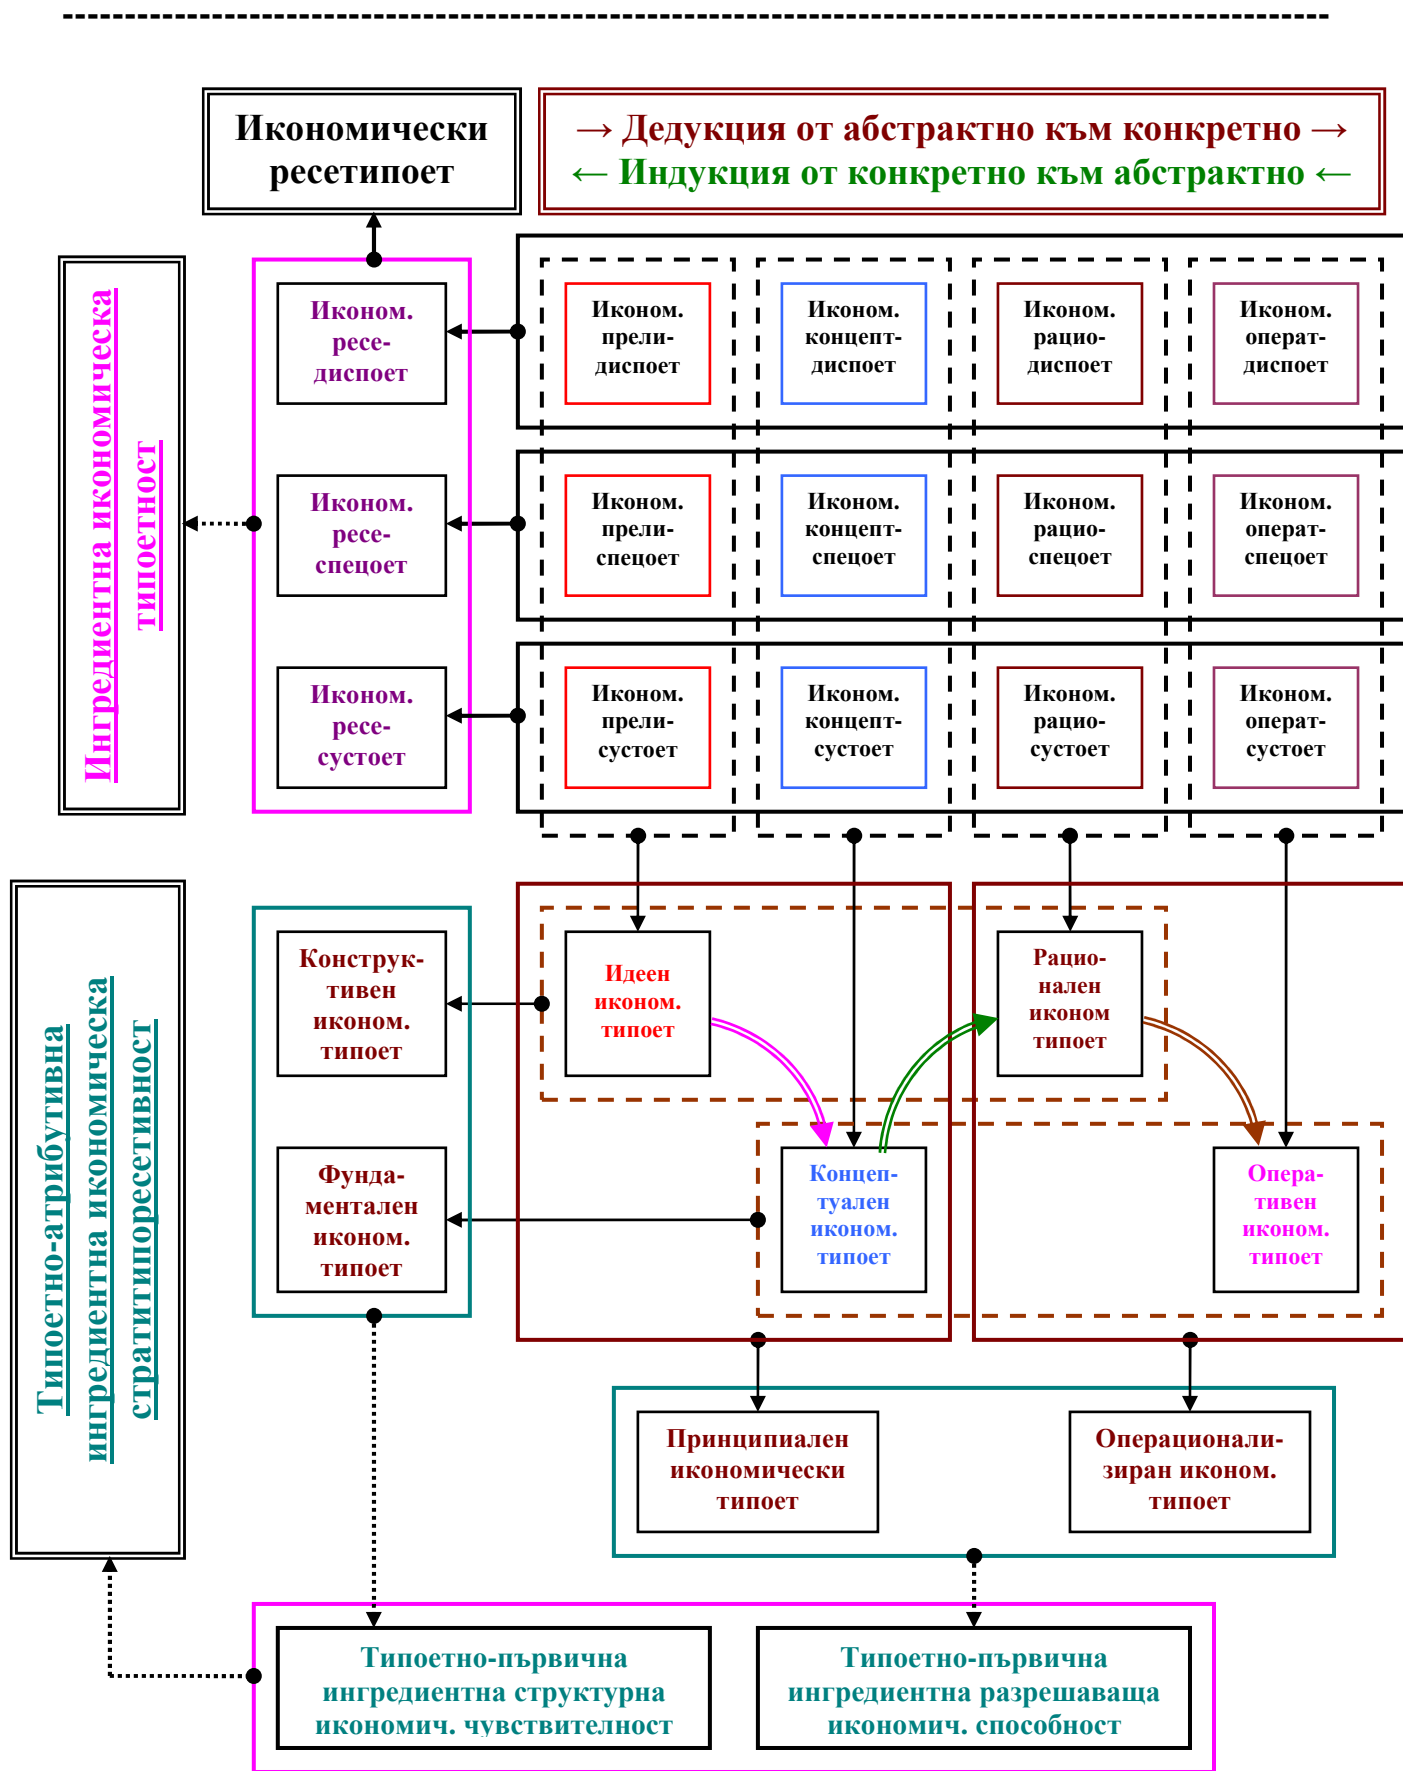 Икономически
ресетипоет
→ Дедукция от абстрактно към конкретно →
← Индукция от конкретно към абстрактно ←
Ингредиентна икономическа
типоетност
Иконом.
ресе-
диспоет
Иконом.
прели-
диспоет
Иконом.
концепт-
диспоет
Иконом.
рацио-
диспоет
Иконом.
операт-
диспоет
Иконом.
ресе-
спецоет
Иконом.
прели-
спецоет
Иконом.
концепт-
спецоет
Иконом.
рацио-
спецоет
Иконом.
операт-
спецоет
Иконом.
ресе-
сустоет
Иконом.
прели-
сустоет
Иконом.
концепт-
сустоет
Иконом.
рацио-
сустоет
Иконом.
операт-
сустоет
Типоетно-атрибутивна
ингредиентна икономическа
стратитипоресетивност
Конструк-
тивен
иконом.
типоет
Идеен
иконом.
типоет
Рацио-
нален
иконом
типоет
Фунда-
ментален
иконом.
типоет
Концеп-
туален
иконом.
типоет
Опера-
тивен
иконом.
типоет
Принципиален
икономически
типоет
Операционали-
зиран иконом.
типоет
Типоетно-първична
ингредиентна структурна
икономич. чувствителност
Типоетно-първична
ингредиентна разрешаваща
икономич. способност